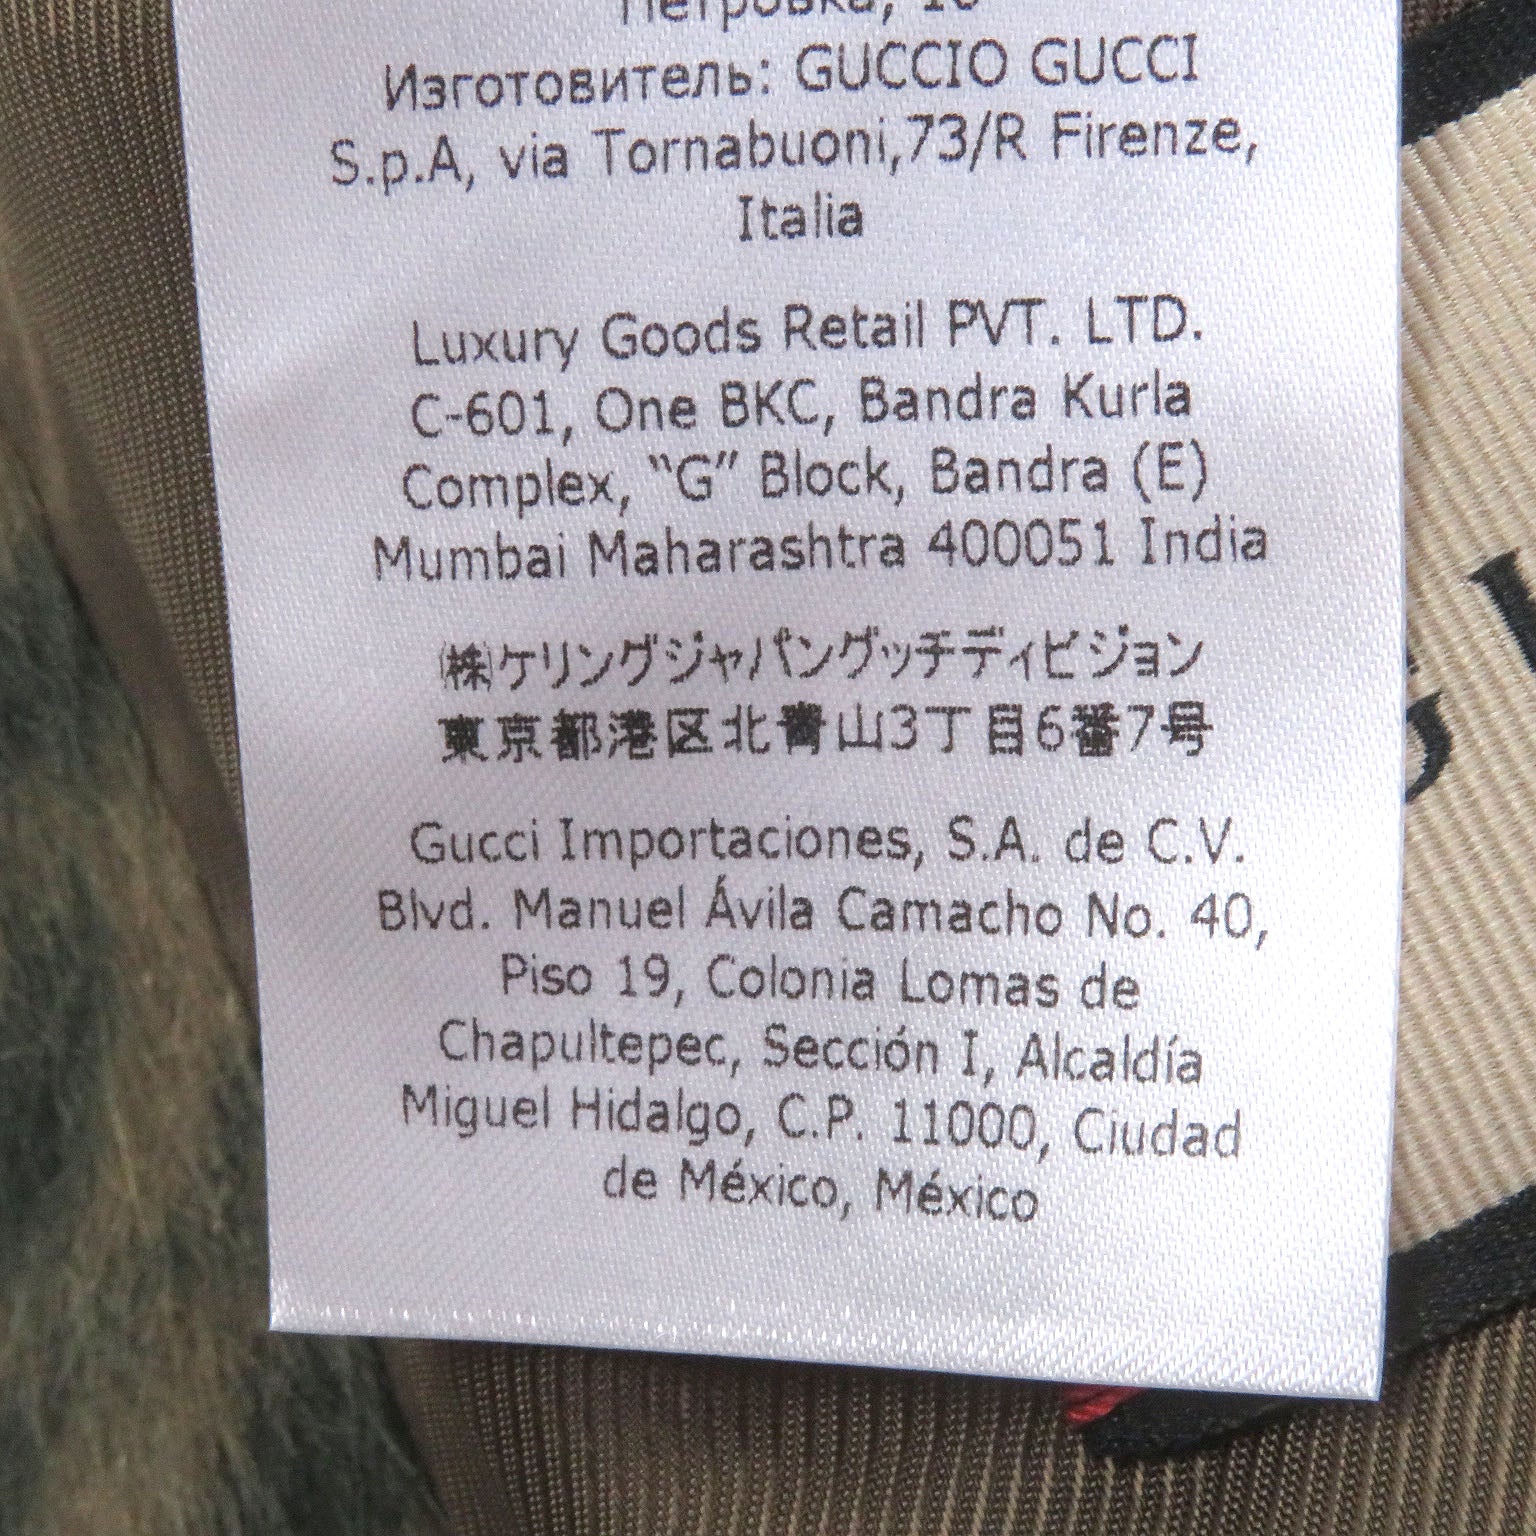 Петровка, 16
Изготовитель: GUCCIO GUCCI
S.p.A, via Tornabuoni,73/R Firenze,
Italia
Luxury Goods Retail PVT. LTD.
C-601, One BKC, Bandra Kurla
Complex, “G” Block, Bandra (E)
Mumbai Maharashtra 400051 India
㈱ケリングジャパングッチディビジョン
東京都港区北青山3丁目6番7号
Gucci Importaciones, S.A. de C.V.
Blvd. Manuel Ávila Camacho No. 40,
Piso 19, Colonia Lomas de
Chapultepec, Sección I, Alcaldía
Miguel Hidalgo, C.P. 11000, Ciudad
de México, México